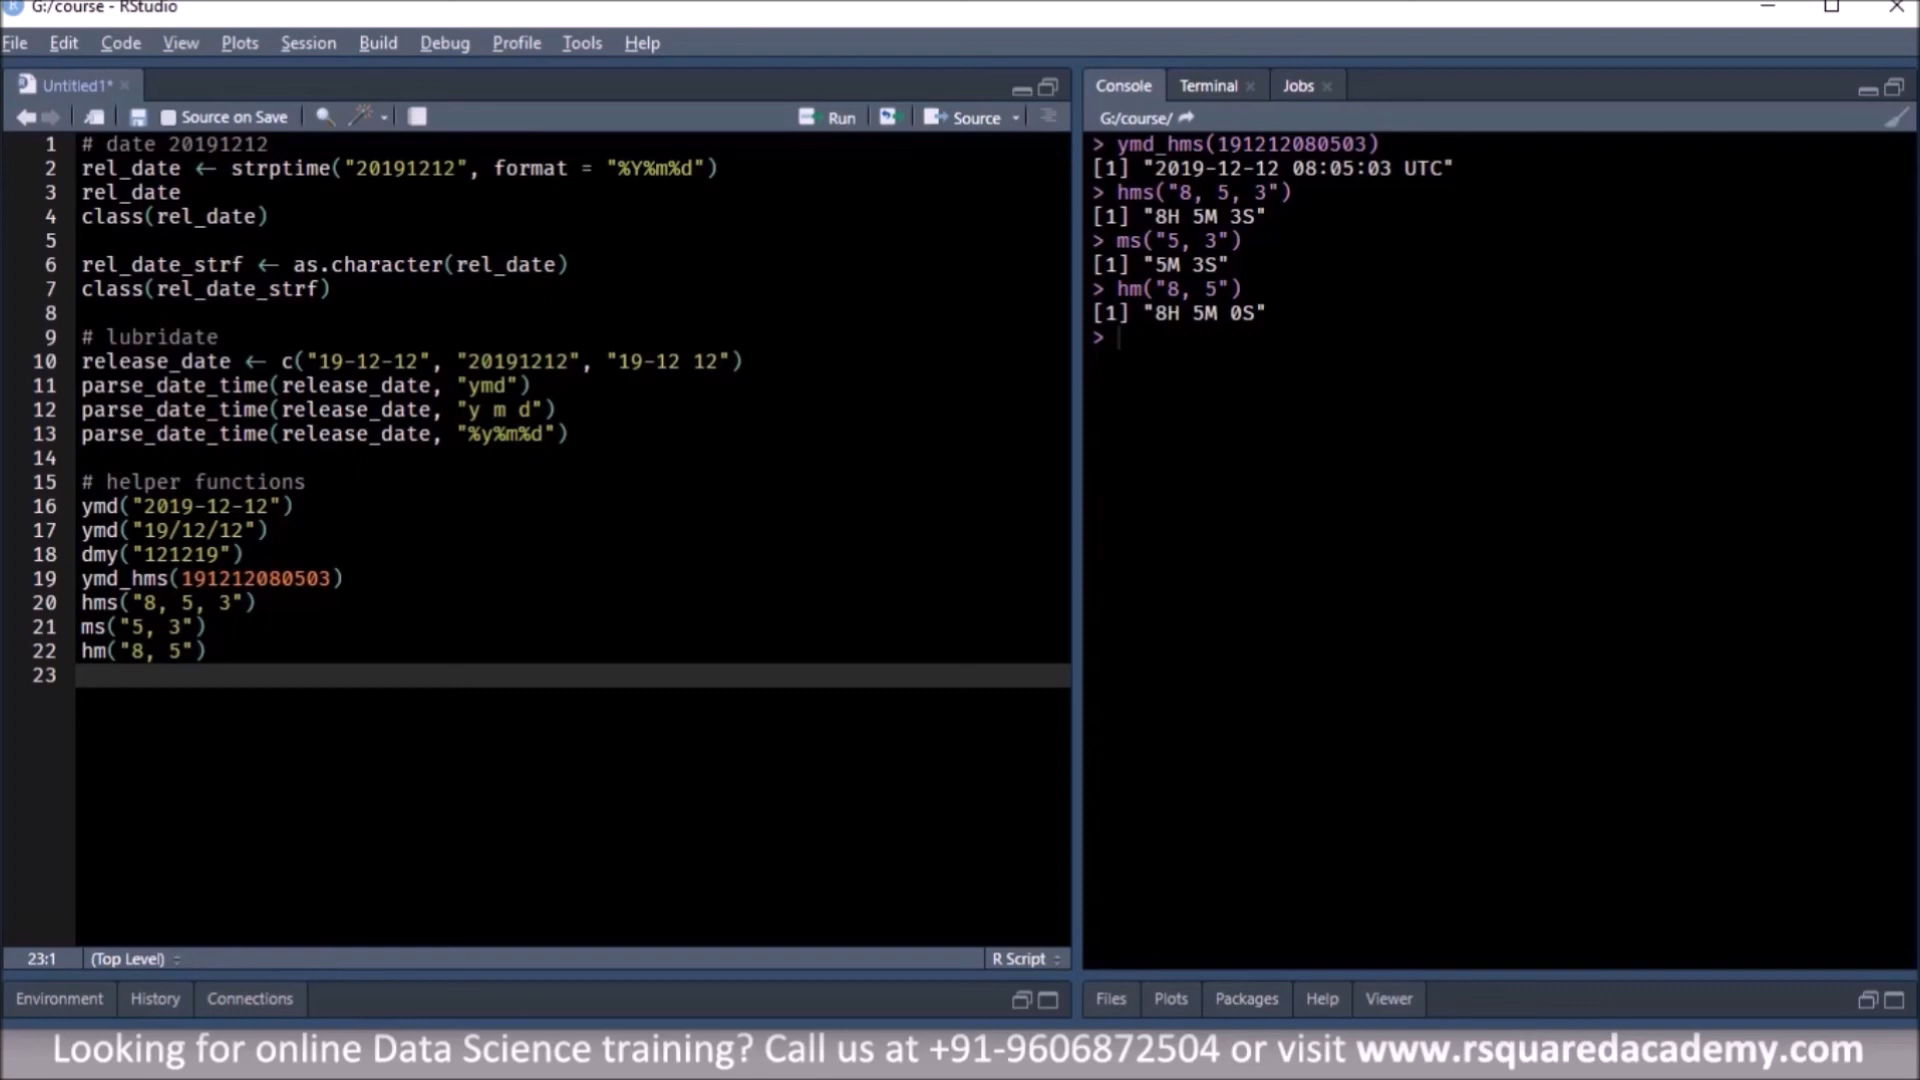 G:/course - RStudio
File Edit Code View Plots Session Build Debug Profile Tools Help
Untitled1*
Source on Save Run Source
1 # date 20191212
2 rel_date <- strptime("20191212", format = "%Y%m%d")
3 rel_date
4 class(rel_date)
5
6 rel_date_strf <- as.character(rel_date)
7 class(rel_date_strf)
8
9 # lubridate
10 release_date <- c("19-12-12", "20191212", "19-12 12")
11 parse_date_time(release_date, "ymd")
12 parse_date_time(release_date, "y m d")
13 parse_date_time(release_date, "%y%m%d")
14
15 # helper functions
16 ymd("2019-12-12")
17 ymd("19/12/12")
18 dmy("121219")
19 ymd_hms(191212080503)
20 hms("8, 5, 3")
21 ms("5, 3")
22 hm("8, 5")
23
23:1 (Top Level) R Script
Environment History Connections
Console Terminal Jobs
G:/course/
> ymd_hms(191212080503)
[1] "2019-12-12 08:05:03 UTC"
> hms("8, 5, 3")
[1] "8H 5M 3S"
> ms("5, 3")
[1] "5M 3S"
> hm("8, 5")
[1] "8H 5M 0S"
>
Files Plots Packages Help Viewer
Looking for online Data Science training? Call us at +91-9606872504 or visit www.rsquaredacademy.com